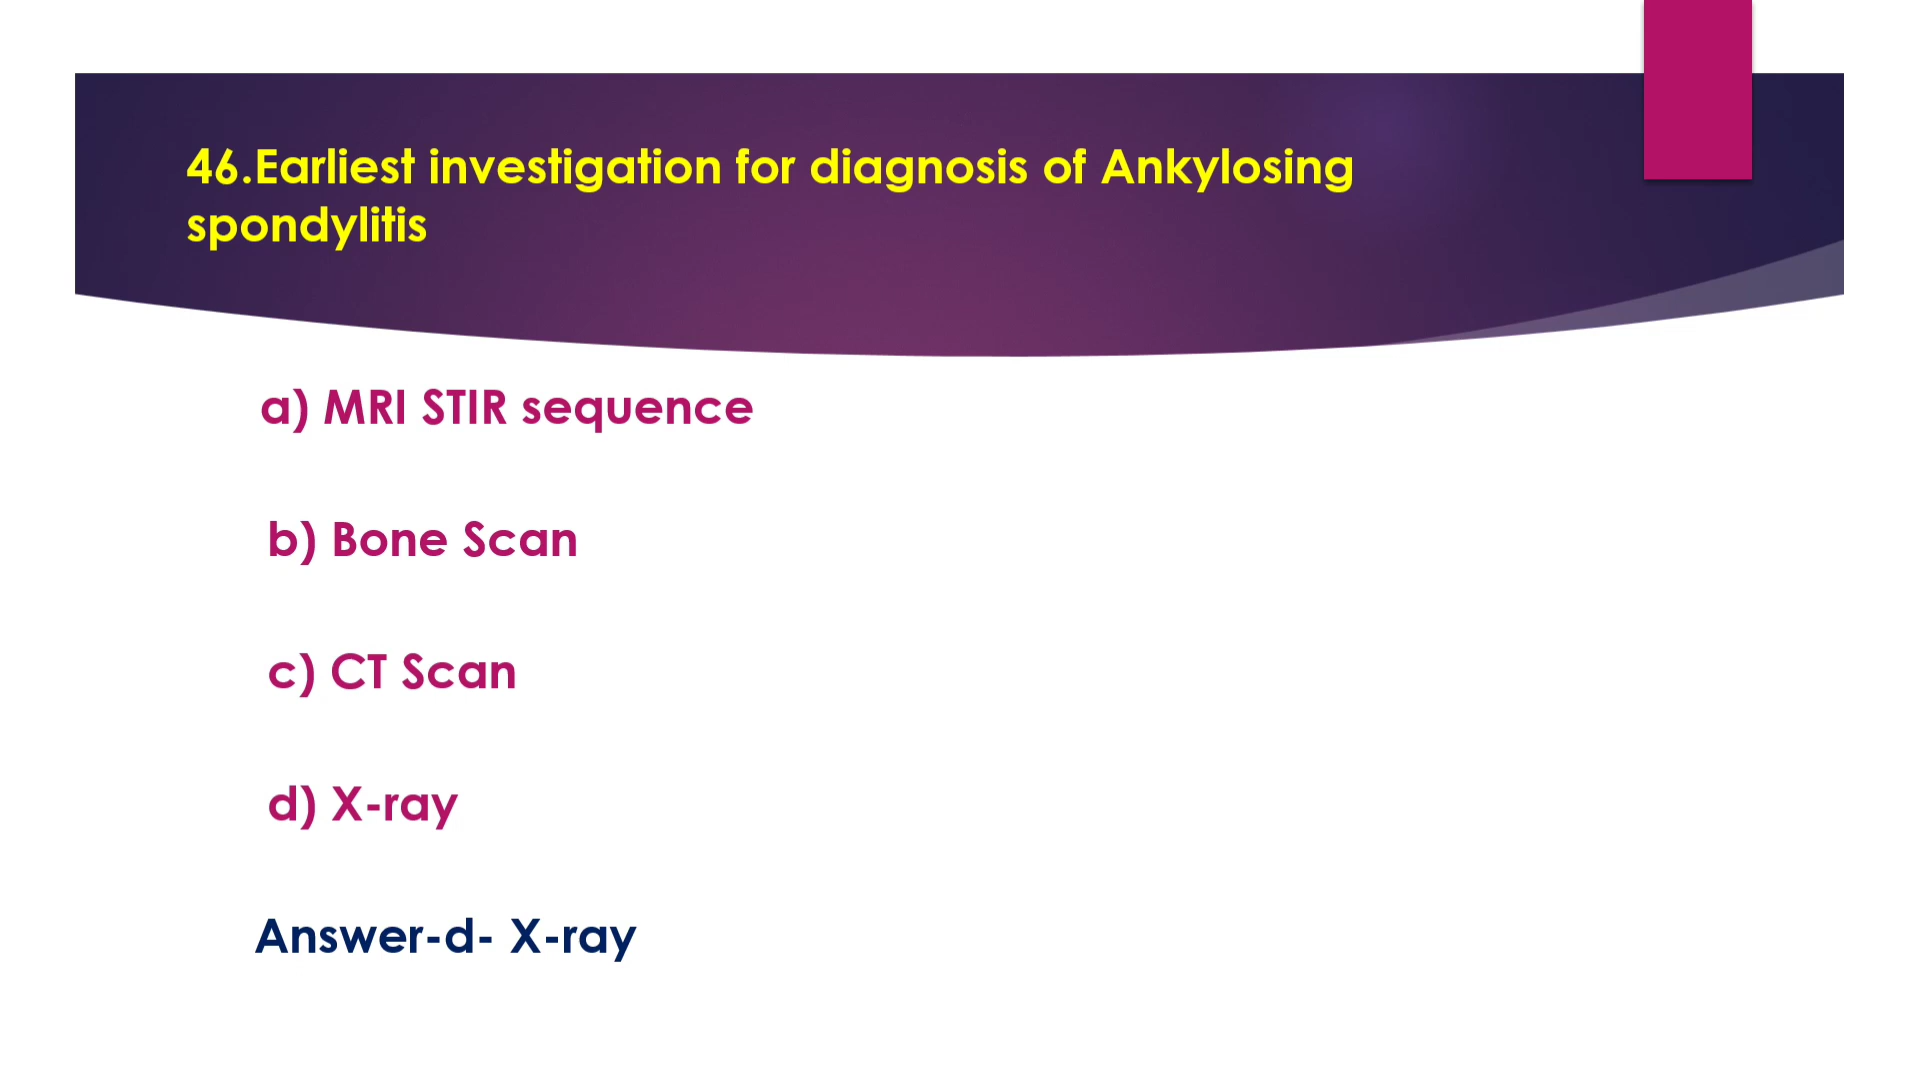 46.Earliest investigation for diagnosis of Ankylosing
spondylitis
a) MRI STIR sequence
b) Bone Scan
c) CT Scan
d) X-ray
Answer-d- X-ray